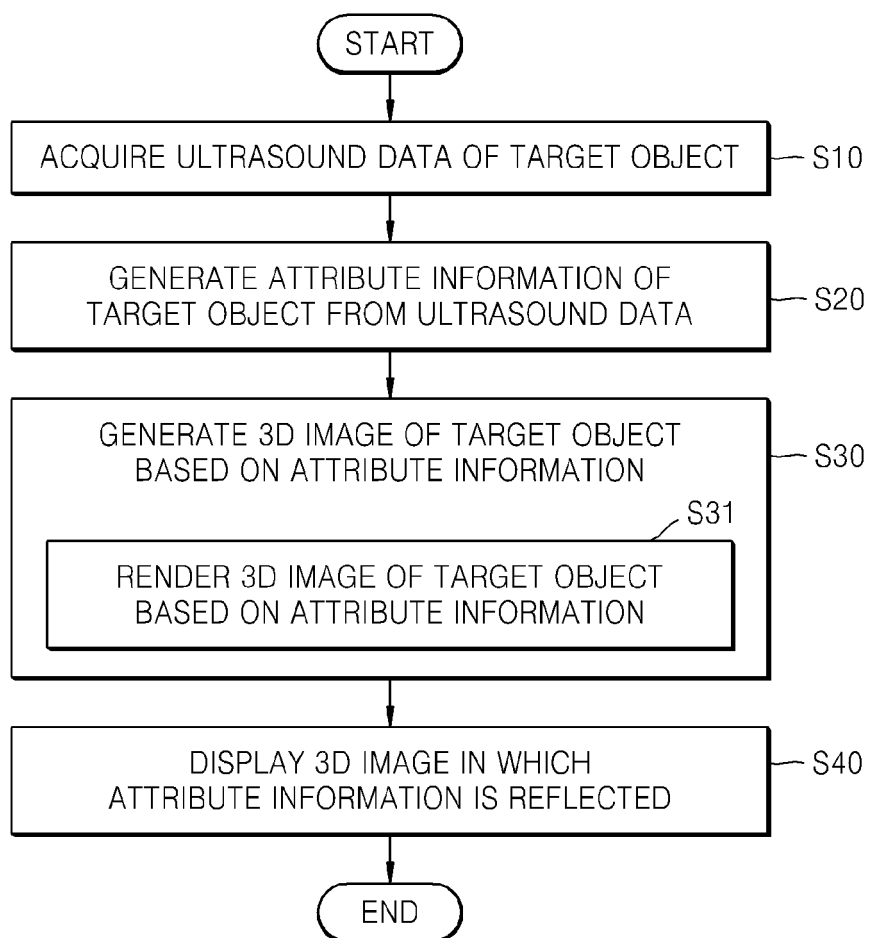 START
ACQUIRE ULTRASOUND DATA OF TARGET OBJECT
S10
GENERATE ATTRIBUTE INFORMATION OF
TARGET OBJECT FROM ULTRASOUND DATA
S20
GENERATE 3D IMAGE OF TARGET OBJECT
BASED ON ATTRIBUTE INFORMATION
S30
S31
RENDER 3D IMAGE OF TARGET OBJECT
BASED ON ATTRIBUTE INFORMATION
DISPLAY 3D IMAGE IN WHICH
ATTRIBUTE INFORMATION IS REFLECTED
S40
END